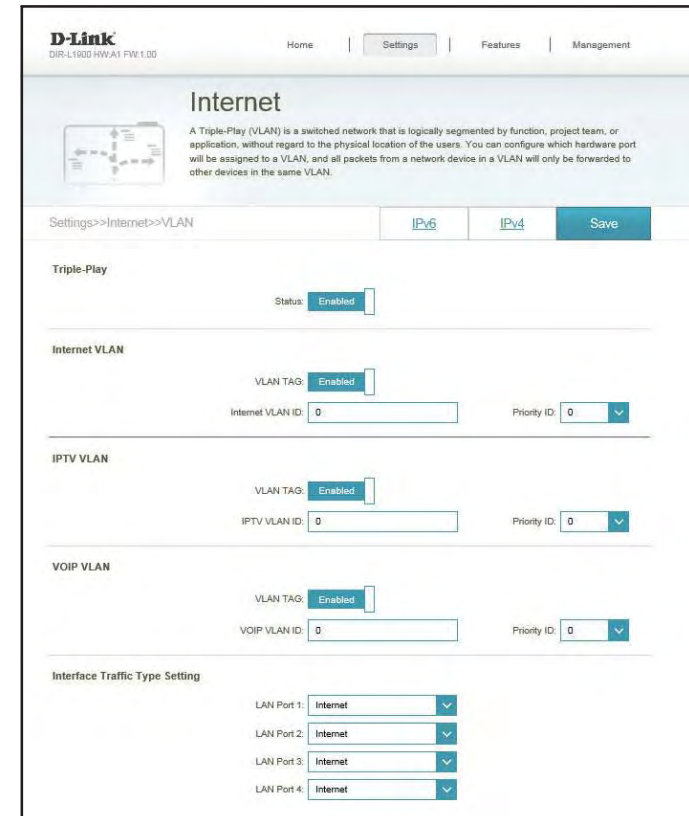 D-Link
DIR-L1900 HW:A1 FW:1.00
Home | Settings | Features | Management
Internet
A Triple-Play (VLAN) is a switched network that is logically segmented by function, project team, or
application, without regard to the physical location of the users. You can configure which hardware port
will be assigned to a VLAN, and all packets from a network device in a VLAN will only be forwarded to
other devices in the same VLAN.
Settings>>Internet>>VLAN IPv6 IPv4 Save
Triple-Play
Status: Enabled
Internet VLAN
VLAN TAG: Enabled
Internet VLAN ID: 0 Priority ID: 0
IPTV VLAN
VLAN TAG: Enabled
IPTV VLAN ID: 0 Priority ID: 0
VOIP VLAN
VLAN TAG: Enabled
VOIP VLAN ID: 0 Priority ID: 0
Interface Traffic Type Setting
LAN Port 1: Internet
LAN Port 2: Internet
LAN Port 3: Internet
LAN Port 4: Internet